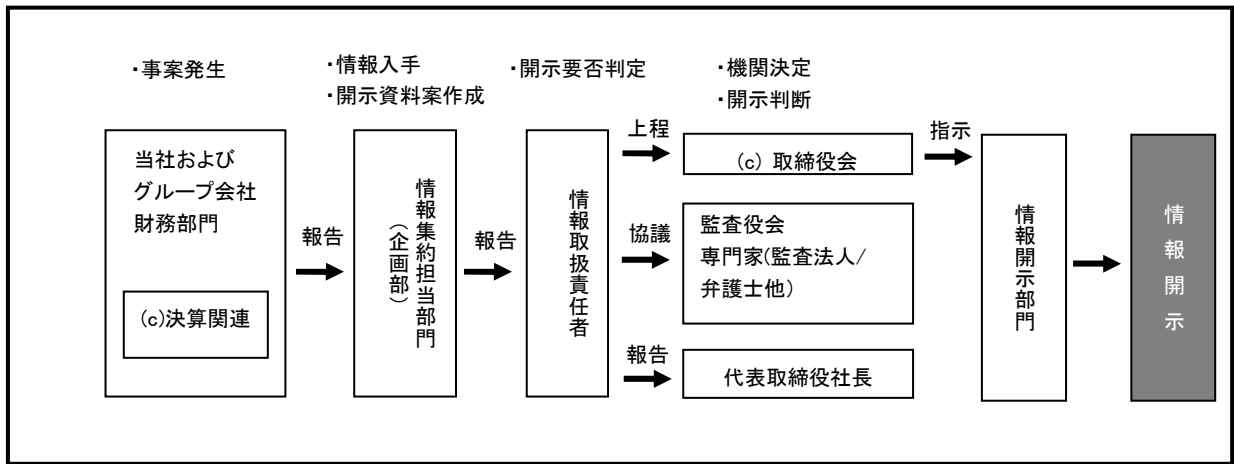 ・事案発生
・情報入手
・開示資料案作成
・開示要否判定
・機関決定
・開示判断
当社および
グループ会社
財務部門
(c)決算関連
報告
情報集約担当部門
(企画部)
報告
情報取扱責任者
上程
(c) 取締役会
協議
監査役会
専門家(監査法人/
弁護士他)
報告
代表取締役社長
指示
情報開示部門
情報開示